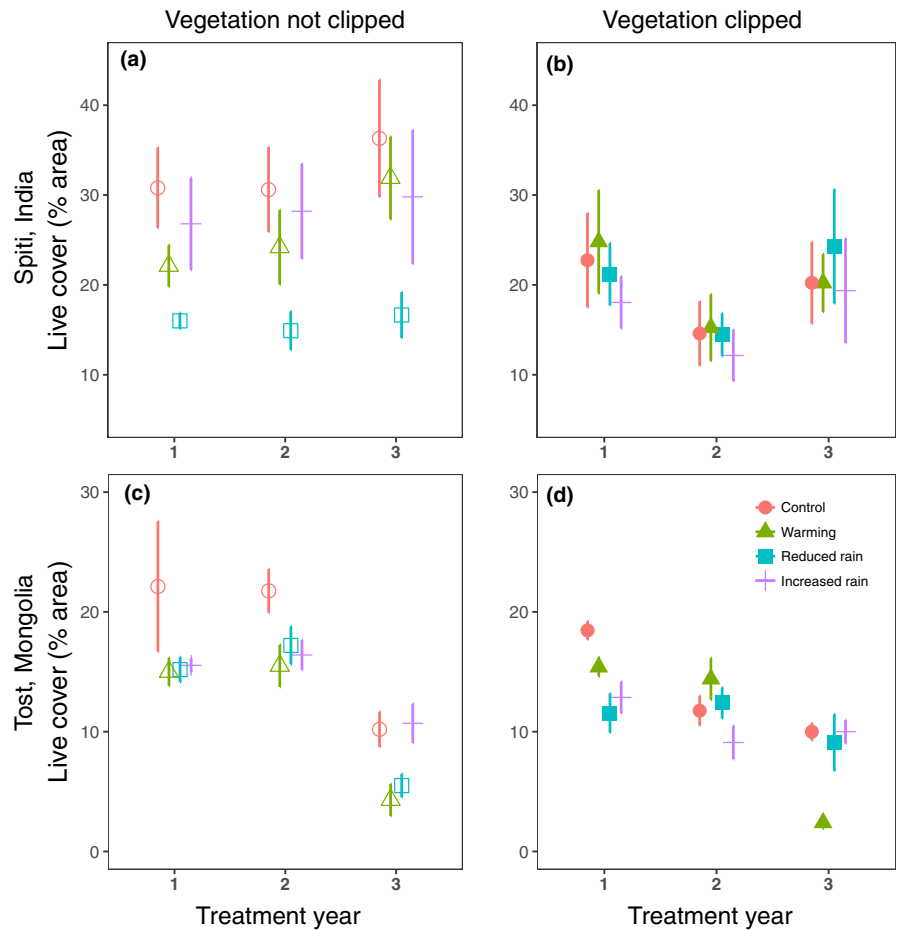 Vegetation not clipped
Vegetation clipped
Spiti, India
Live cover (% area)
(a)
40
30
20
10
1 2 3
(b)
40
30
20
10
1 2 3
Tost, Mongolia
Live cover (% area)
(c)
30
20
10
0
1 2 3
Treatment year
(d)
30
20
10
0
Control
Warming
Reduced rain
Increased rain
1 2 3
Treatment year